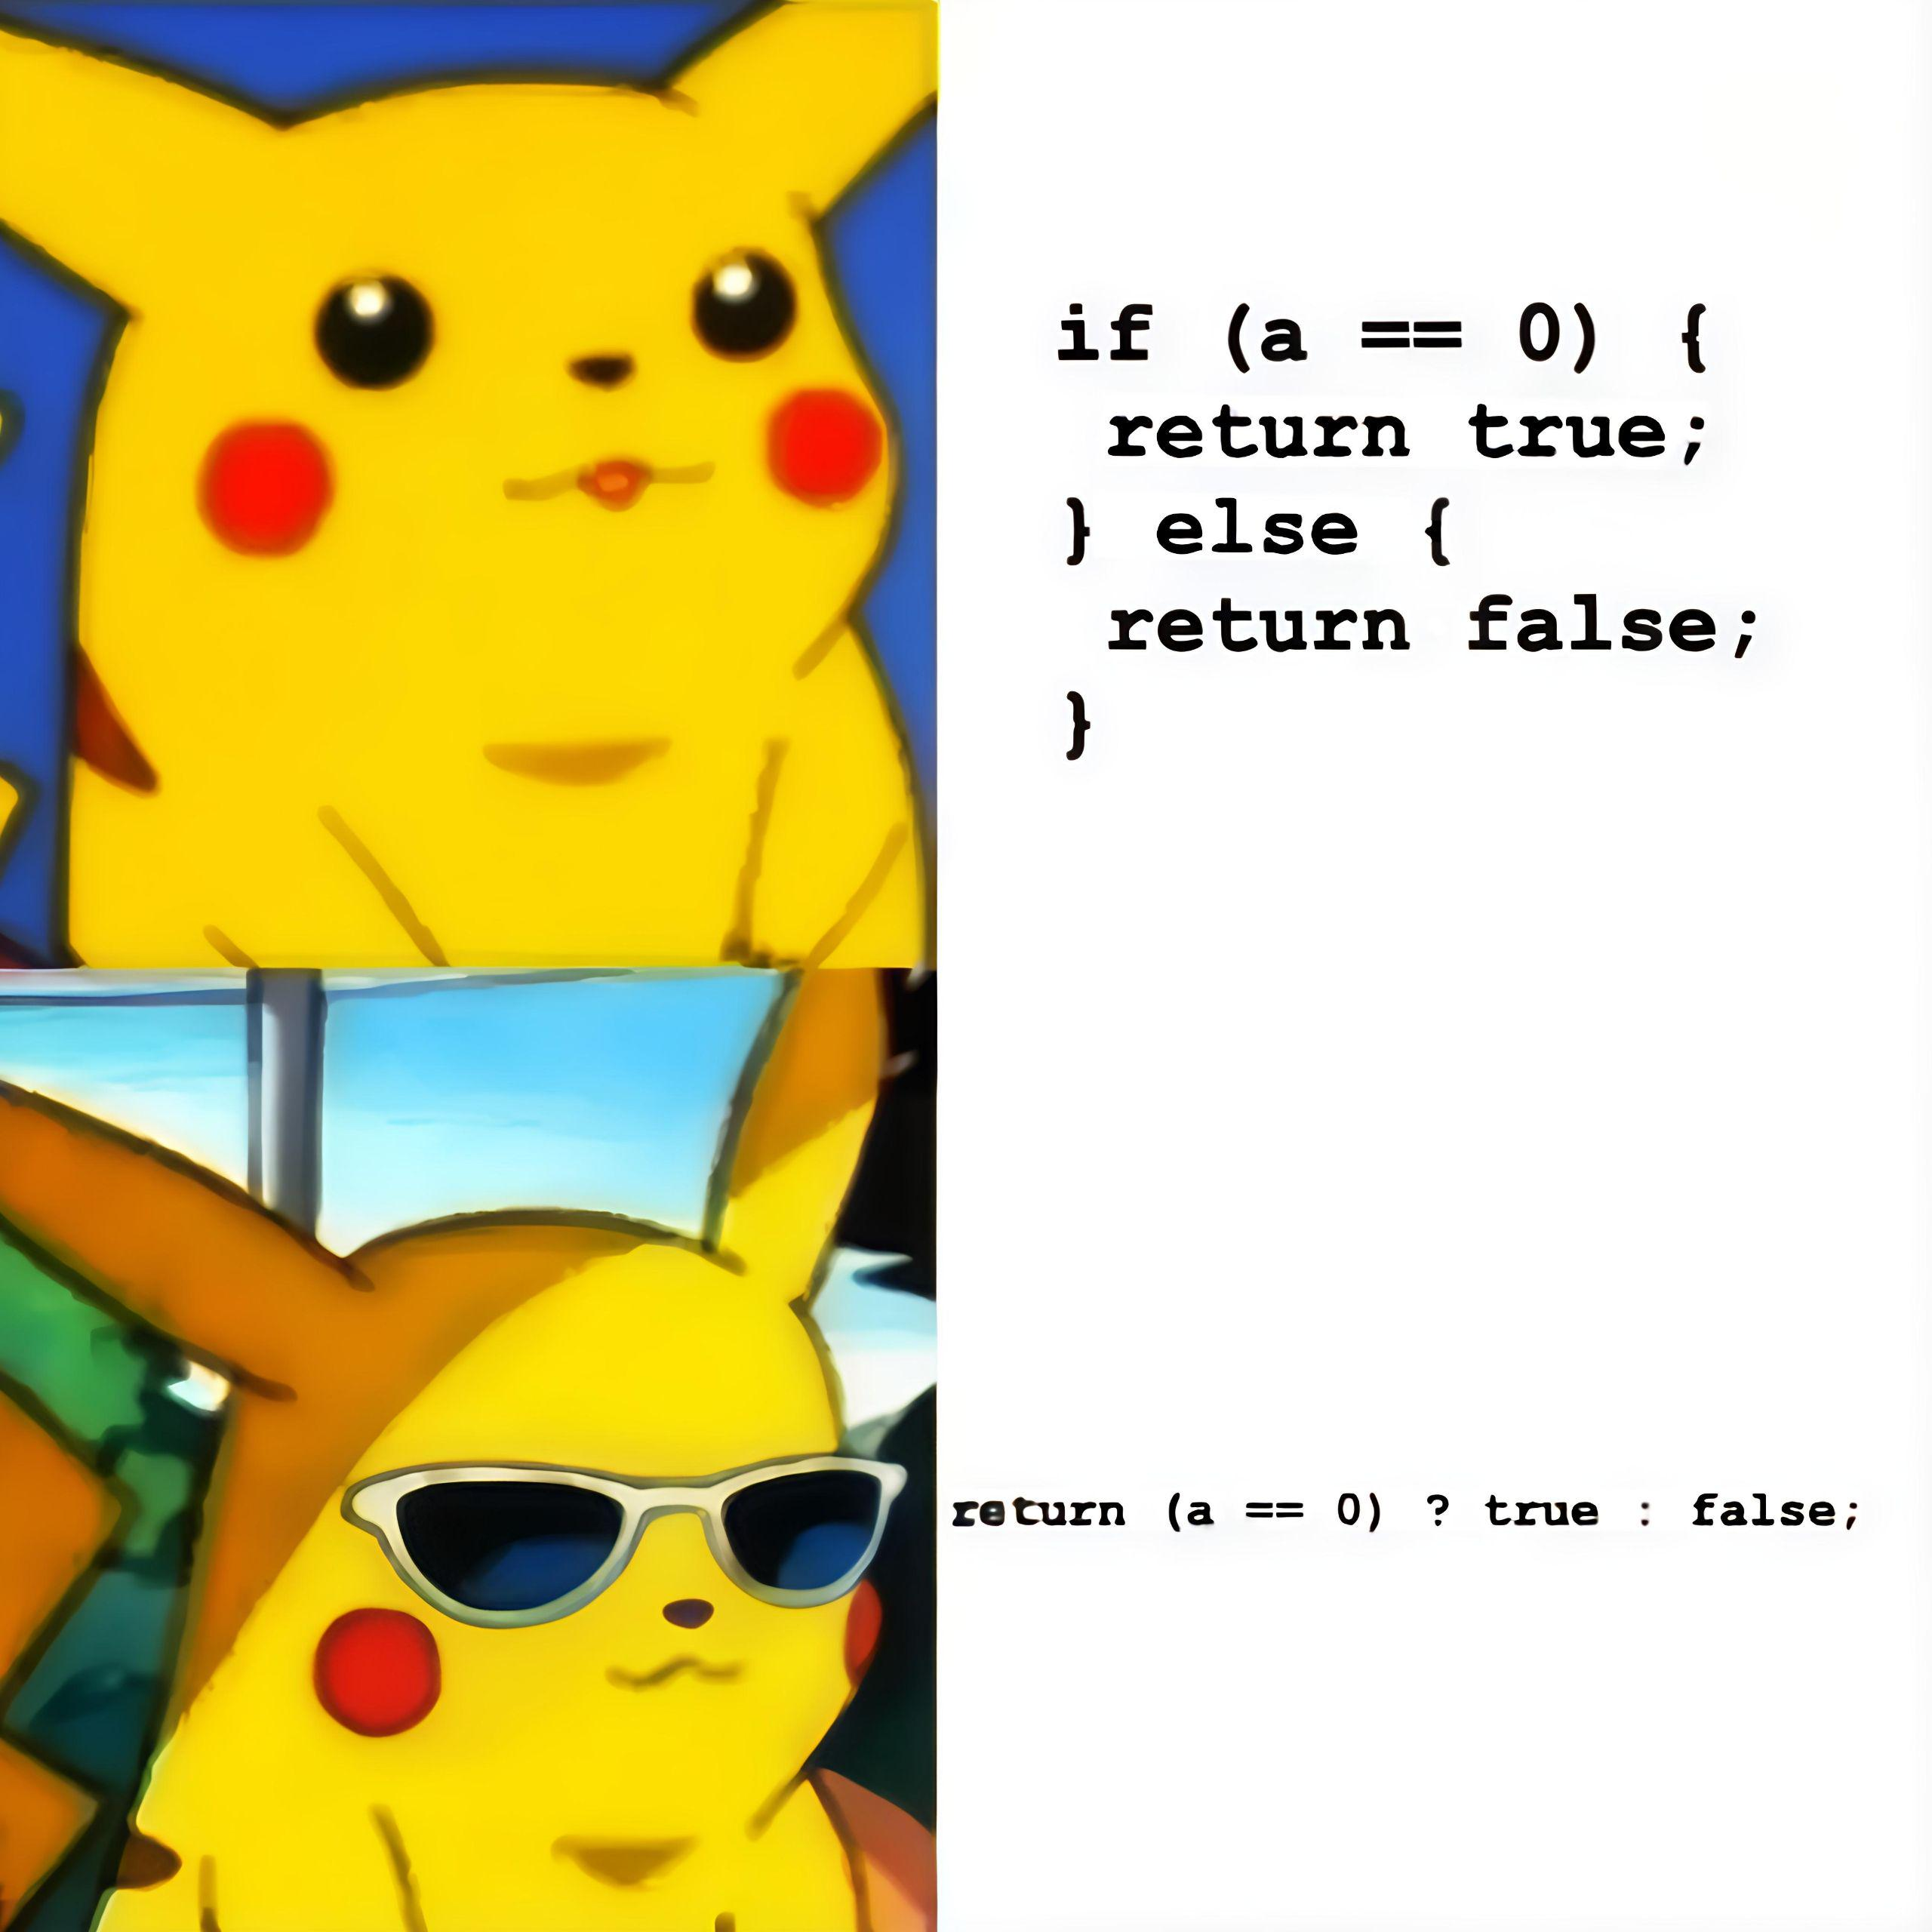 if (a == 0) {
 return true;
} else {
 return false;
}
return (a == 0) ? true : false;